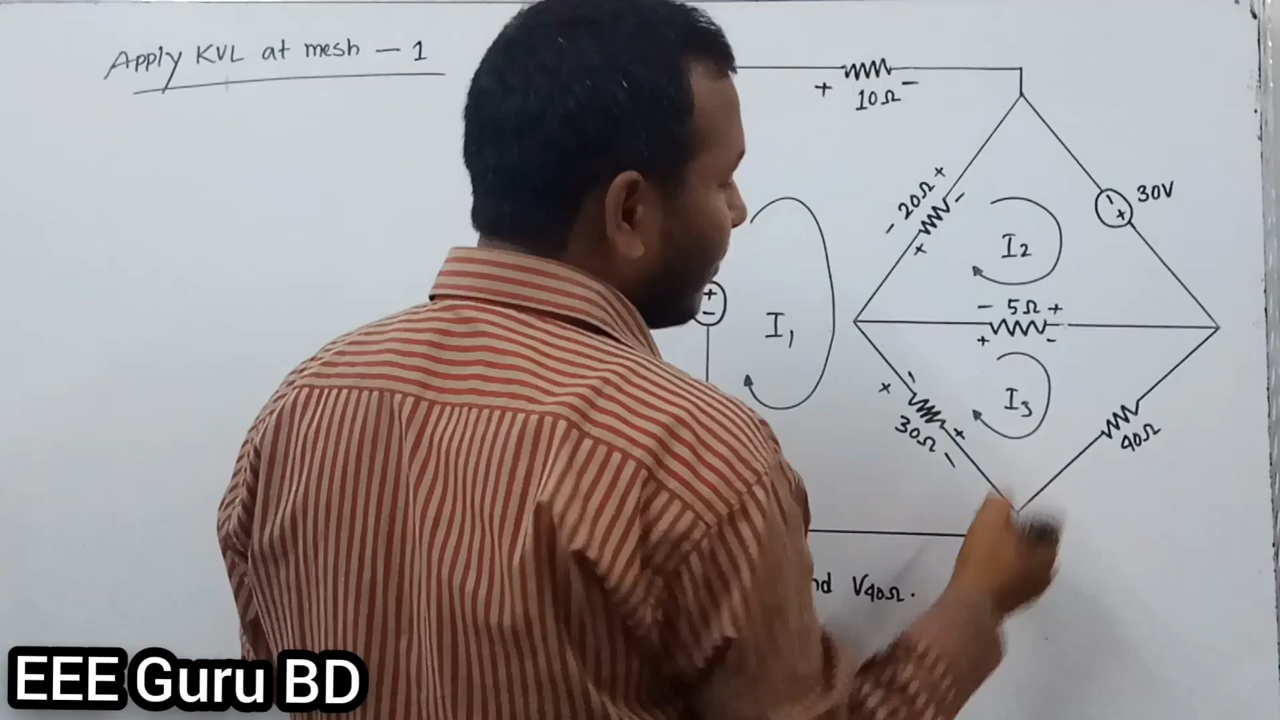 Apply KVL at mesh - 1
+ 10Ω -
- 20Ω +
+ -
- +
30V
I₂
+
-
I₁
- 5Ω +
+ -
I₃
+ -
30Ω + -
40Ω
V40Ω.
EEE Guru BD